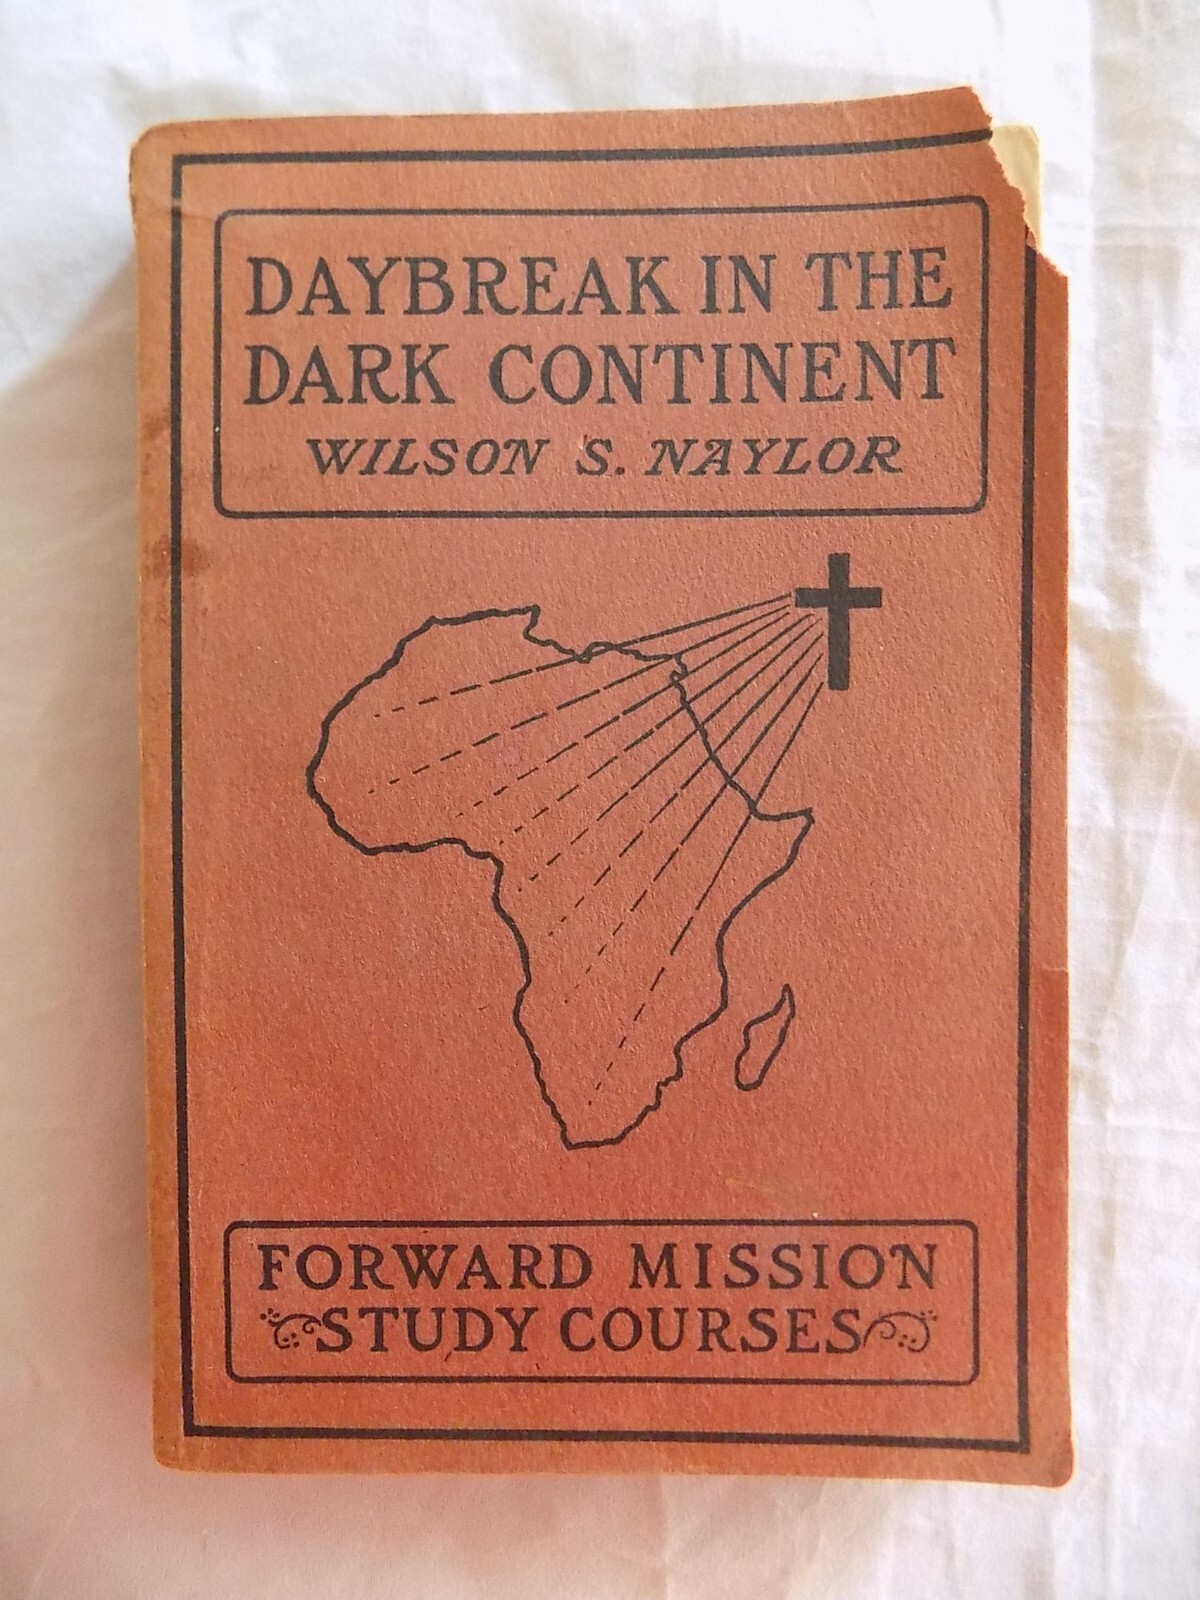 DAYBREAK IN THE
DARK CONTINENT
WILSON S. NAYLOR
FORWARD MISSION
STUDY COURSES